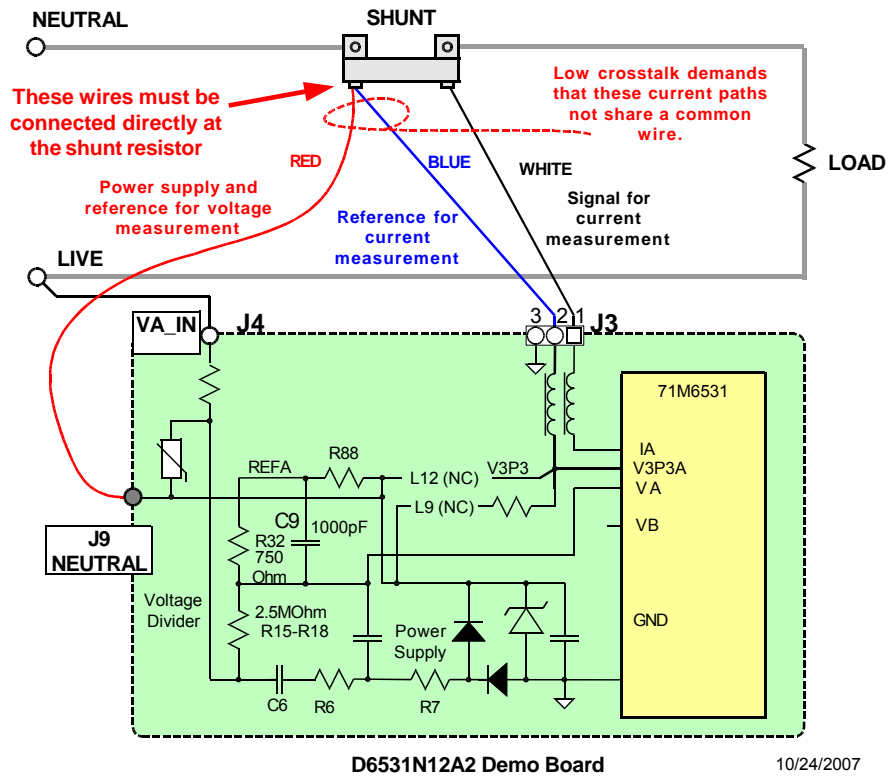 NEUTRAL
SHUNT
These wires must be
connected directly at
the shunt resistor
Low crosstalk demands
that these current paths
not share a common
wire.
RED
BLUE
WHITE
LOAD
Power supply and
reference for voltage
measurement
Reference for
current
measurement
Signal for
current
measurement
LIVE
VA_IN
J4
3 2 1
J3
71M6531
IA
V3P3A
VA
VB
GND
REFA
R88
L12 (NC)
V3P3
L9 (NC)
C9
1000pF
R32
750
Ohm
J9
NEUTRAL
Voltage
Divider
2.5MOhm
R15-R18
Power
Supply
C6
R6
R7
D6531N12A2 Demo Board
10/24/2007